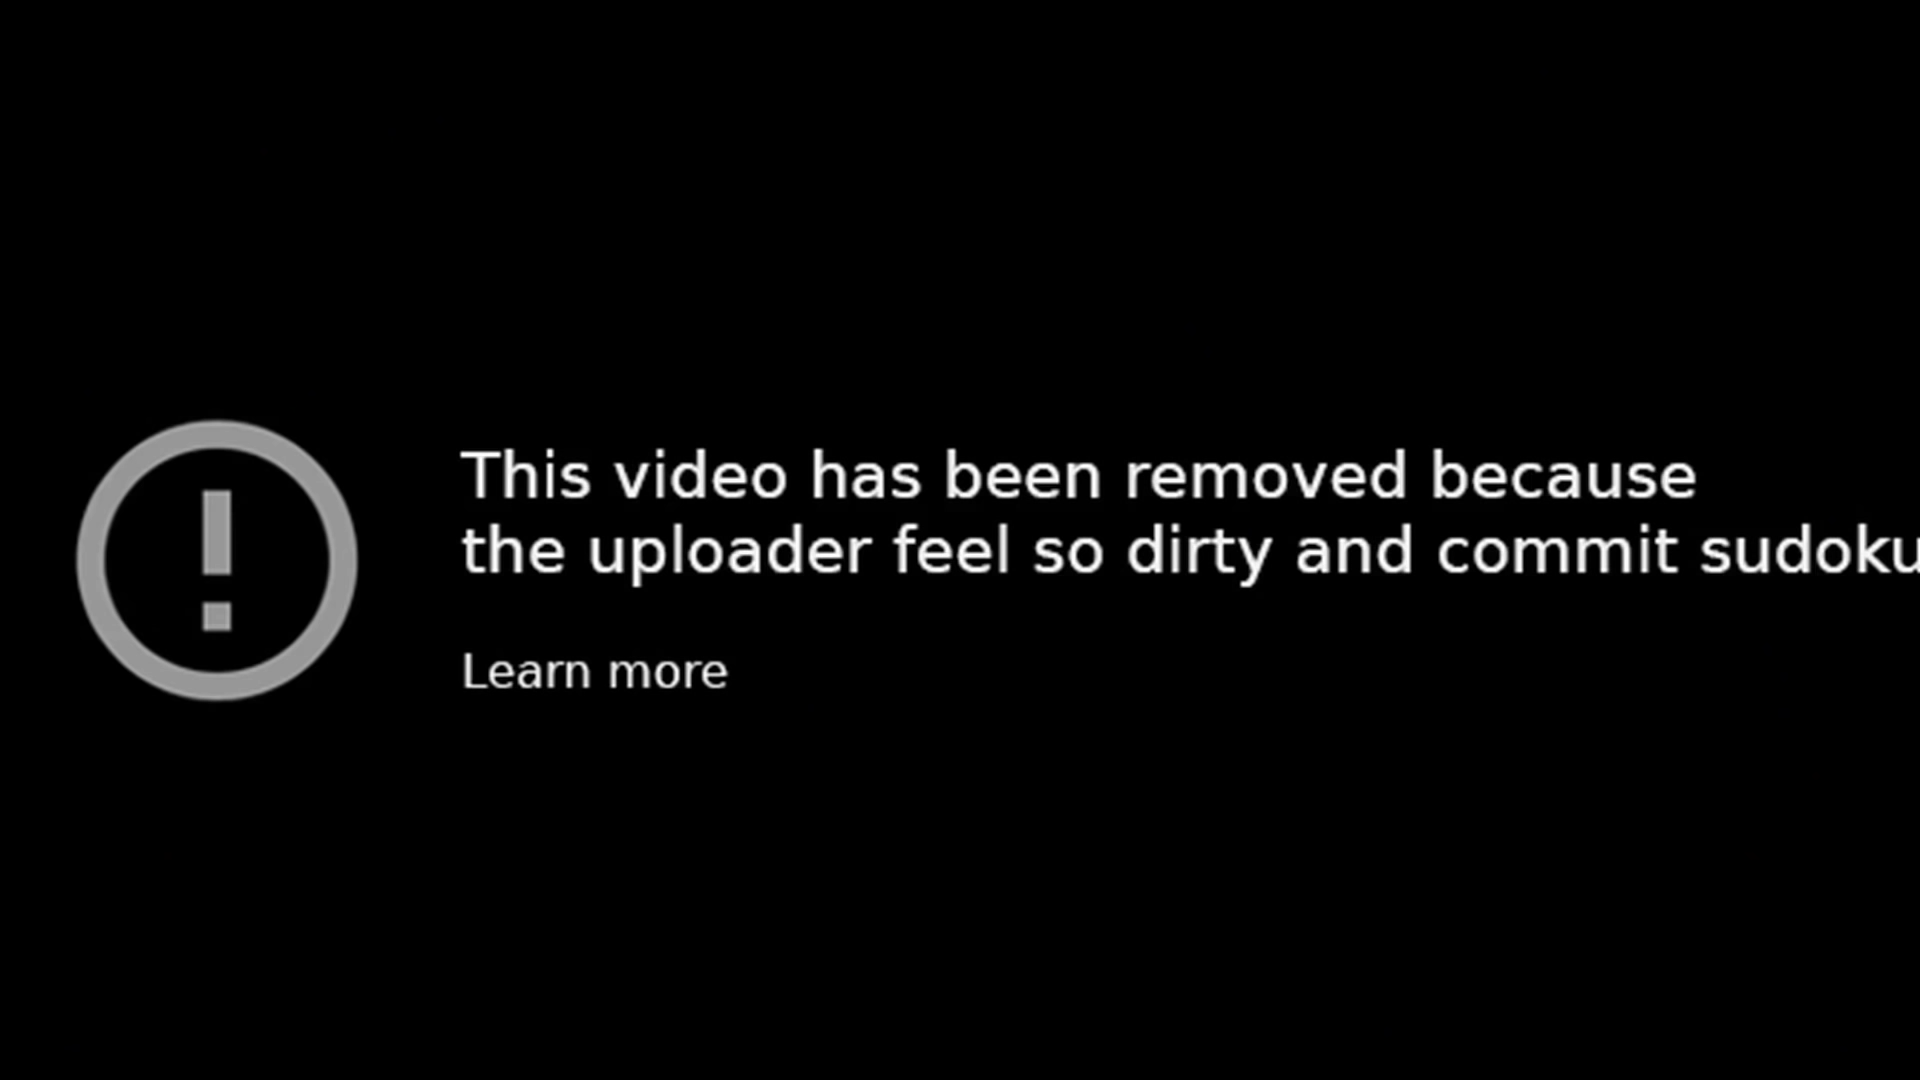 This video has been removed because
the uploader feel so dirty and commit sudoku
Learn more